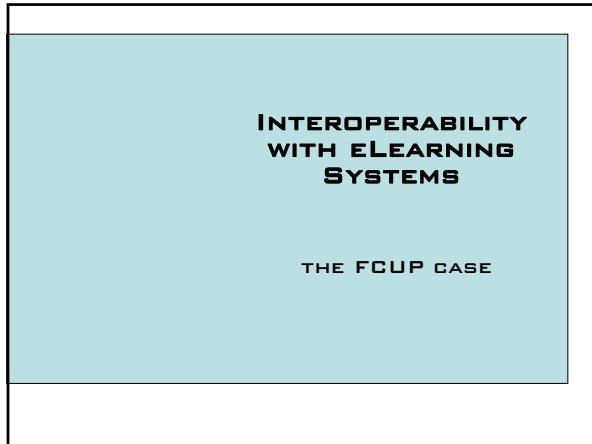 Interoperability
with eLearning
Systems
the FCUP case